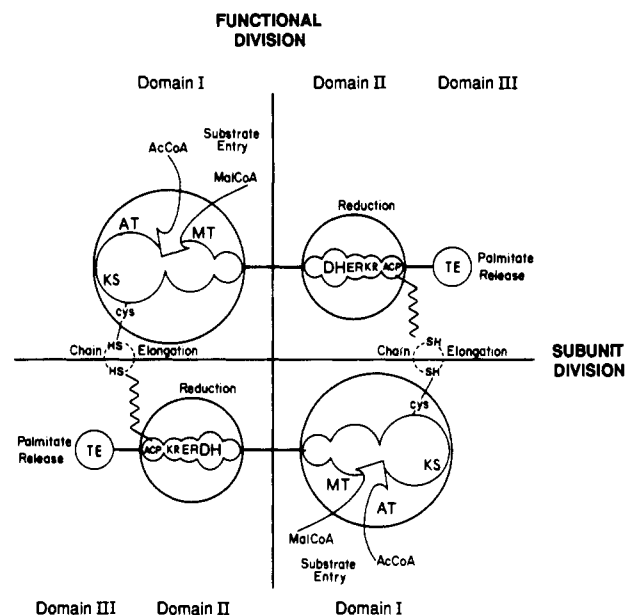 FUNCTIONAL
DIVISION
Domain I
Domain II
Domain III
Substrate
Entry
AcCoA
MalCoA
AT
MT
KS
cys
Reduction
DH ER KR ACP
TE
Palmitate
Release
HS
Chain
Elongation
HS
SH
Chain
Elongation
SH
SUBUNIT
DIVISION
Reduction
Palmitate
Release
TE
ACP KR ER DH
cys
KS
MT
AT
MalCoA
Substrate
Entry
AcCoA
Domain III
Domain II
Domain I